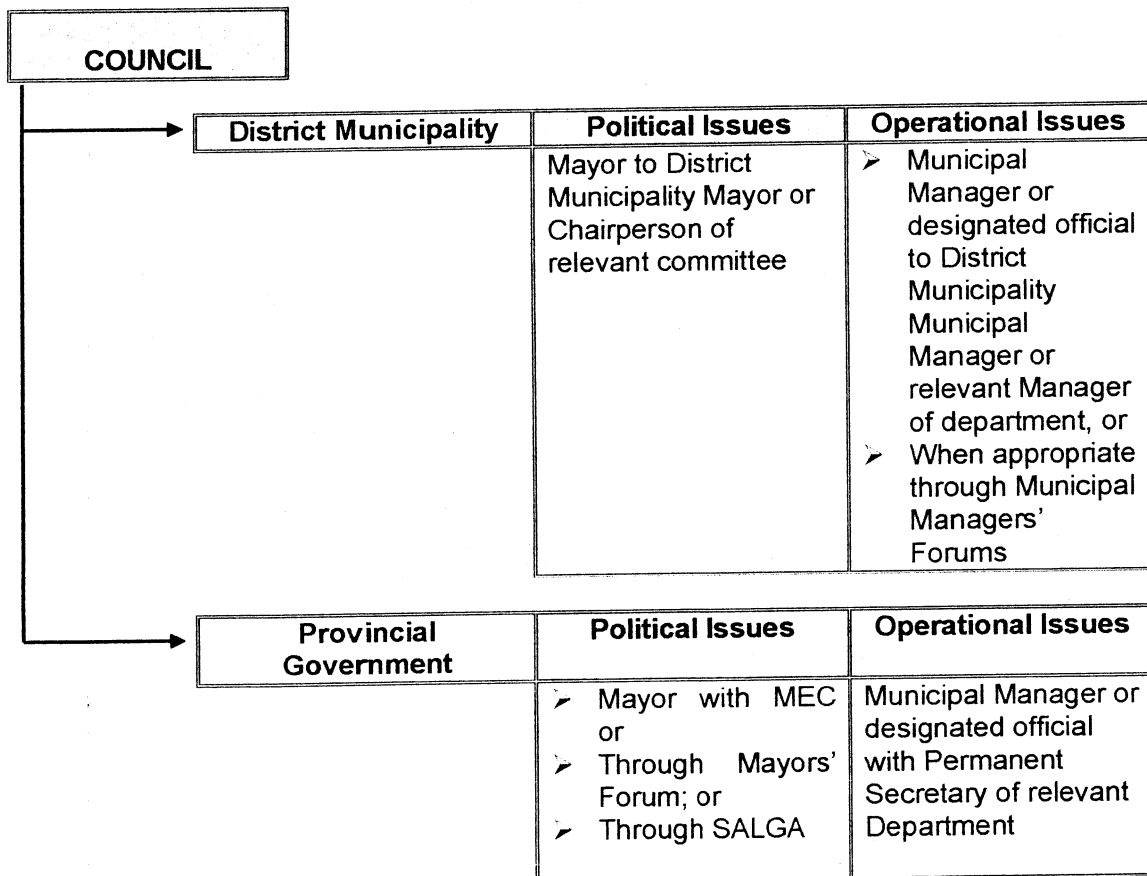 COUNCIL
District Municipality
Political Issues
Operational Issues
Mayor to District
Municipality Mayor or
Chairperson of
relevant committee
➢ Municipal
Manager or
designated official
to District
Municipality
Municipal
Manager or
relevant Manager
of department, or
➢ When appropriate
through Municipal
Managers’
Forums
Provincial
Government
Political Issues
Operational Issues
➢ Mayor with MEC
or
➢ Through Mayors’
Forum; or
➢ Through SALGA
Municipal Manager or
designated official
with Permanent
Secretary of relevant
Department